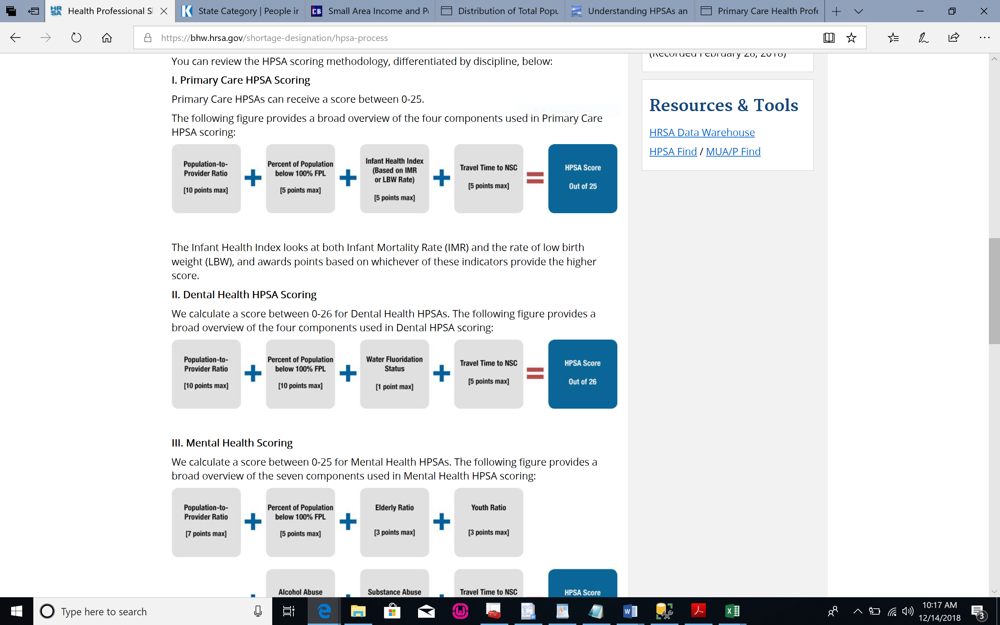 HR SA Health Professional S
State Category | People ir
CB Small Area Income and P
Distribution of Total Popu
Understanding HPSAs an
Primary Care Health Profe
https://bhw.hrsa.gov/shortage-designation/hpsa-process
You can review the HPSA scoring methodology, differentiated by discipline, below:
I. Primary Care HPSA Scoring
Primary Care HPSAs can receive a score between 0-25.
The following figure provides a broad overview of the four components used in Primary Care
HPSA scoring:
Population-to-
Provider Ratio
[10 points max]
+
Percent of Population
below 100% FPL
[5 points max]
+
Infant Health Index
(Based on IMR
or LBW Rate)
[5 points max]
+
Travel Time to NSC
[5 points max]
=
HPSA Score
Out of 25
The Infant Health Index looks at both Infant Mortality Rate (IMR) and the rate of low birth
weight (LBW), and awards points based on whichever of these indicators provide the higher
score.
II. Dental Health HPSA Scoring
We calculate a score between 0-26 for Dental Health HPSAs. The following figure provides a
broad overview of the four components used in Dental HPSA scoring:
Population-to-
Provider Ratio
[10 points max]
+
Percent of Population
below 100% FPL
[10 points max]
+
Water Fluoridation
Status
[1 point max]
+
Travel Time to NSC
[5 points max]
=
HPSA Score
Out of 26
III. Mental Health Scoring
We calculate a score between 0-25 for Mental Health HPSAs. The following figure provides a
broad overview of the seven components used in Mental Health HPSA scoring:
Population-to-
Provider Ratio
[7 points max]
+
Percent of Population
below 100% FPL
[5 points max]
+
Elderly Ratio
[3 points max]
+
Youth Ratio
[3 points max]
Alcohol Abuse
Substance Abuse
Travel Time to NSC
HPSA Score
(Recorded February 28, 2018)
Resources & Tools
HRSA Data Warehouse
HPSA Find / MUA/P Find
Type here to search
10:17 AM
12/14/2018
3